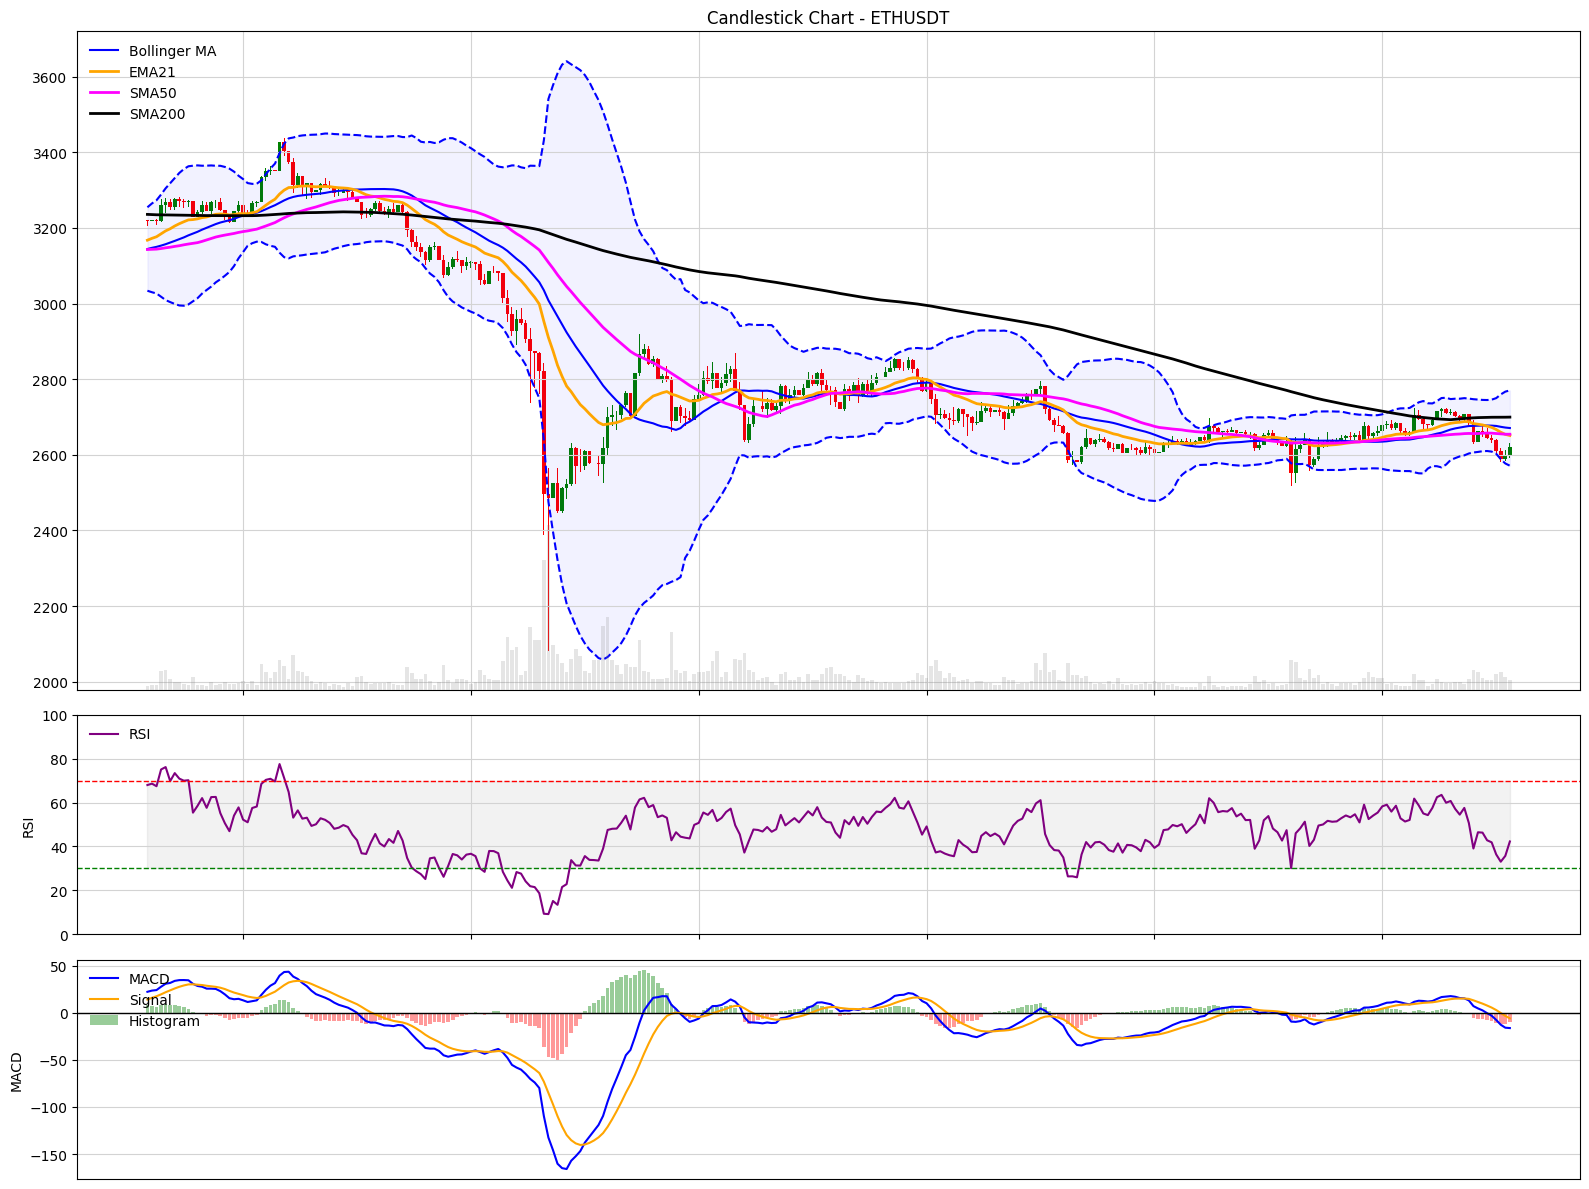 Candlestick Chart - ETHUSDT
Bollinger MA
EMA21
SMA50
SMA200
3600
3400
3200
3000
2800
2600
2400
2200
2000
RSI
100
80
60
40
20
0
RSI
MACD
Signal
Histogram
50
0
−50
−100
−150
MACD